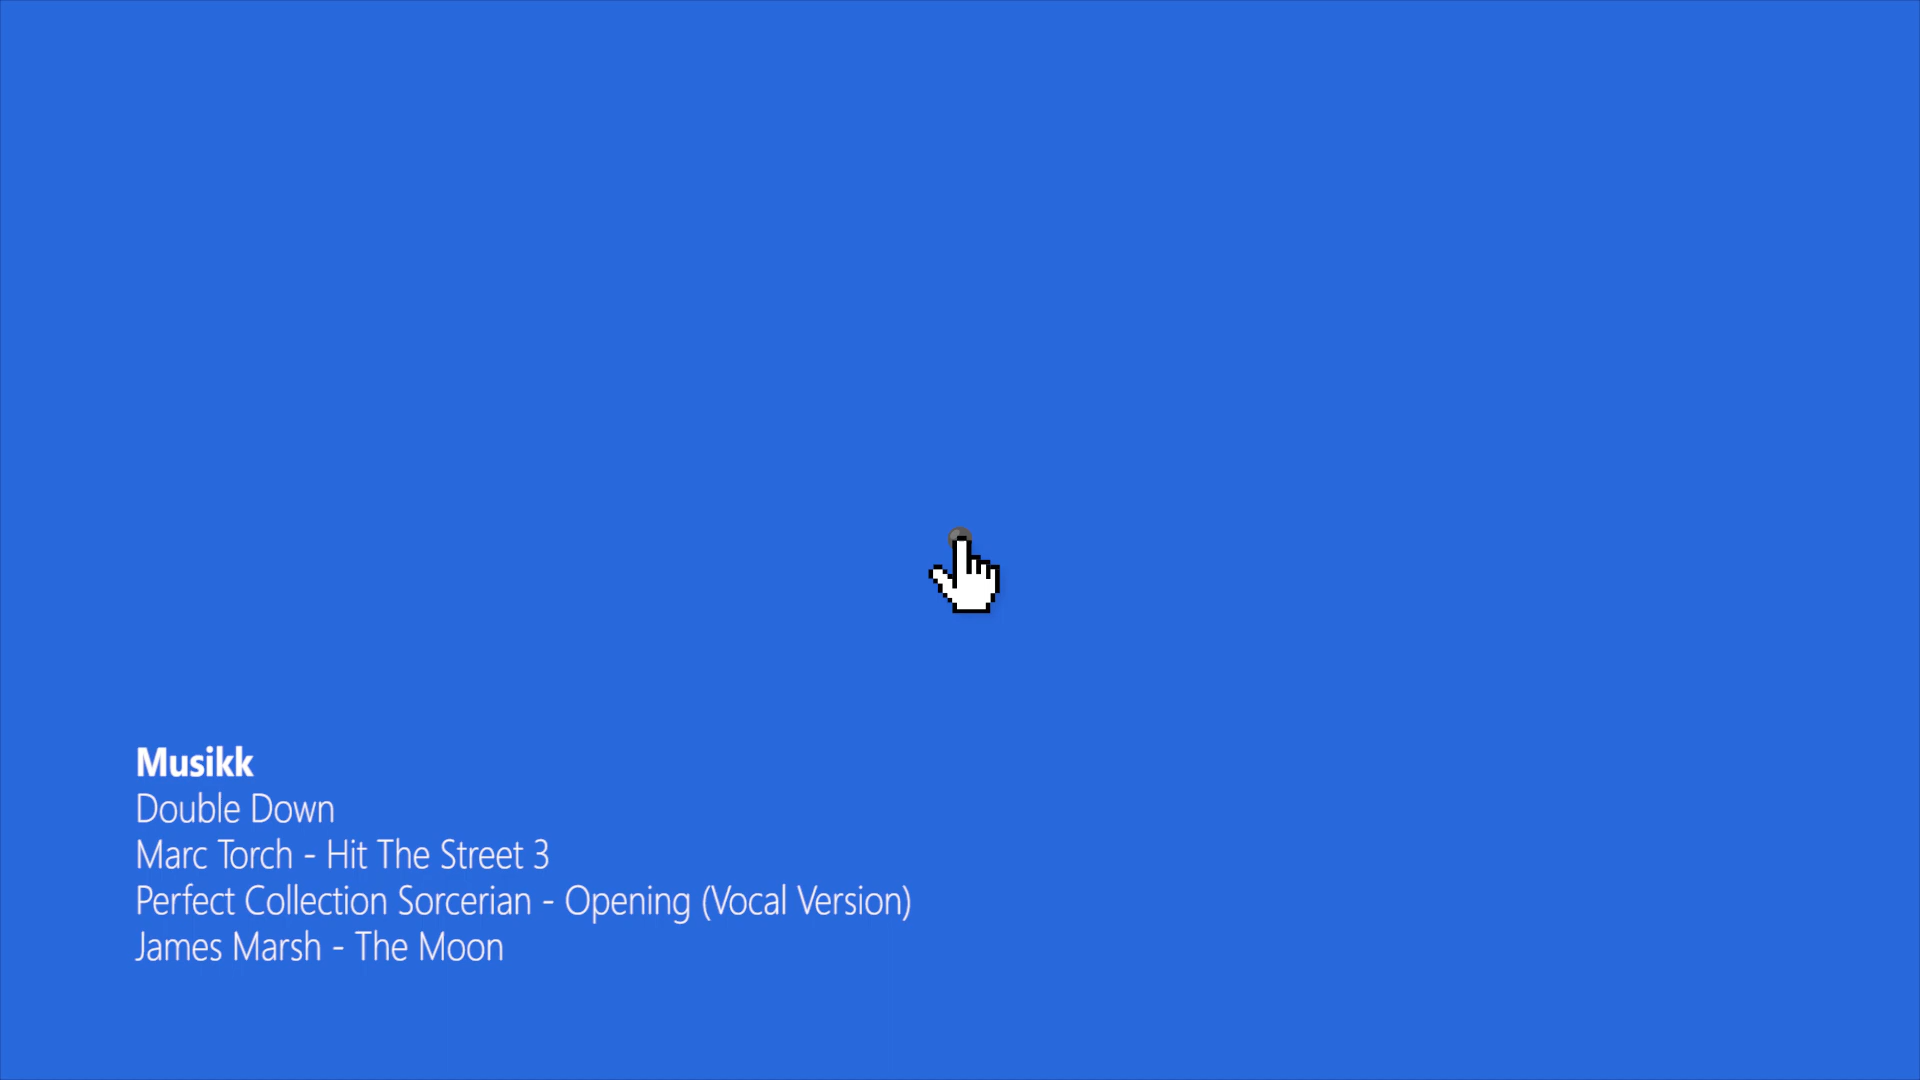 Musikk
Double Down
Marc Torch - Hit The Street 3
Perfect Collection Sorcerian - Opening (Vocal Version)
James Marsh - The Moon